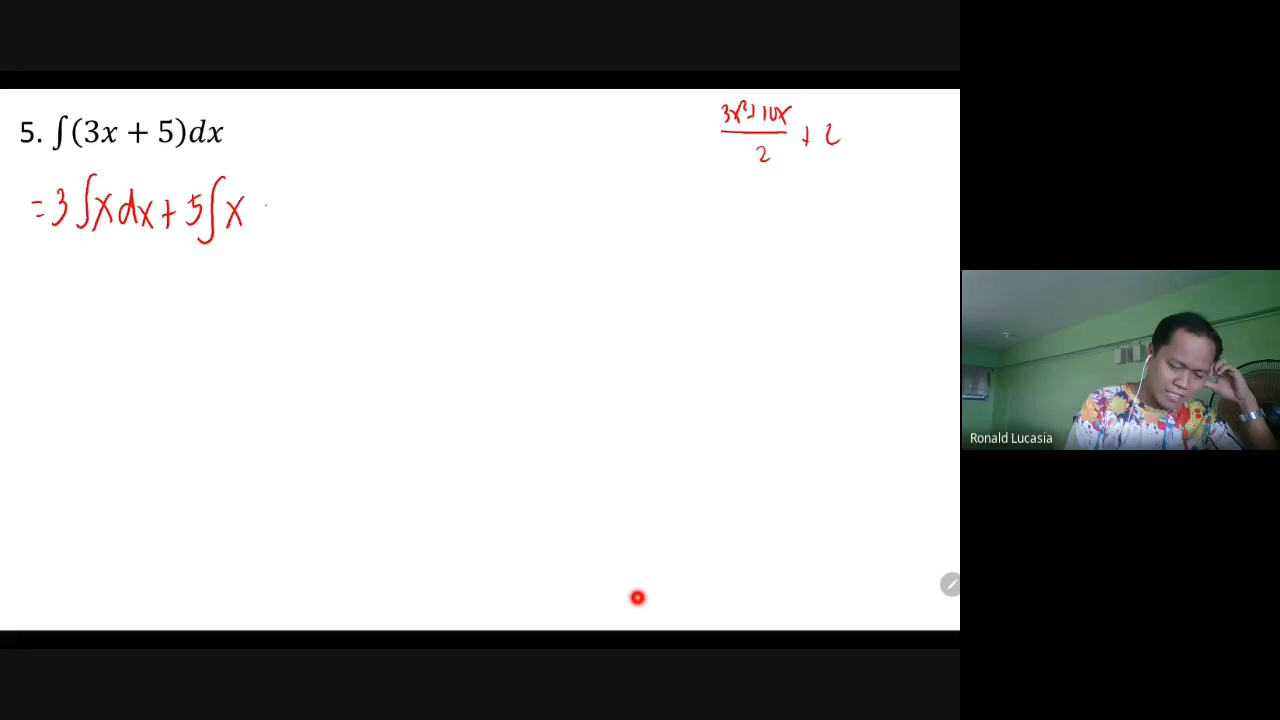 5. ∫(3x + 5)dx
= 3∫x dx + 5∫x
3x² + 10x
2
+ c
Ronald Lucasia